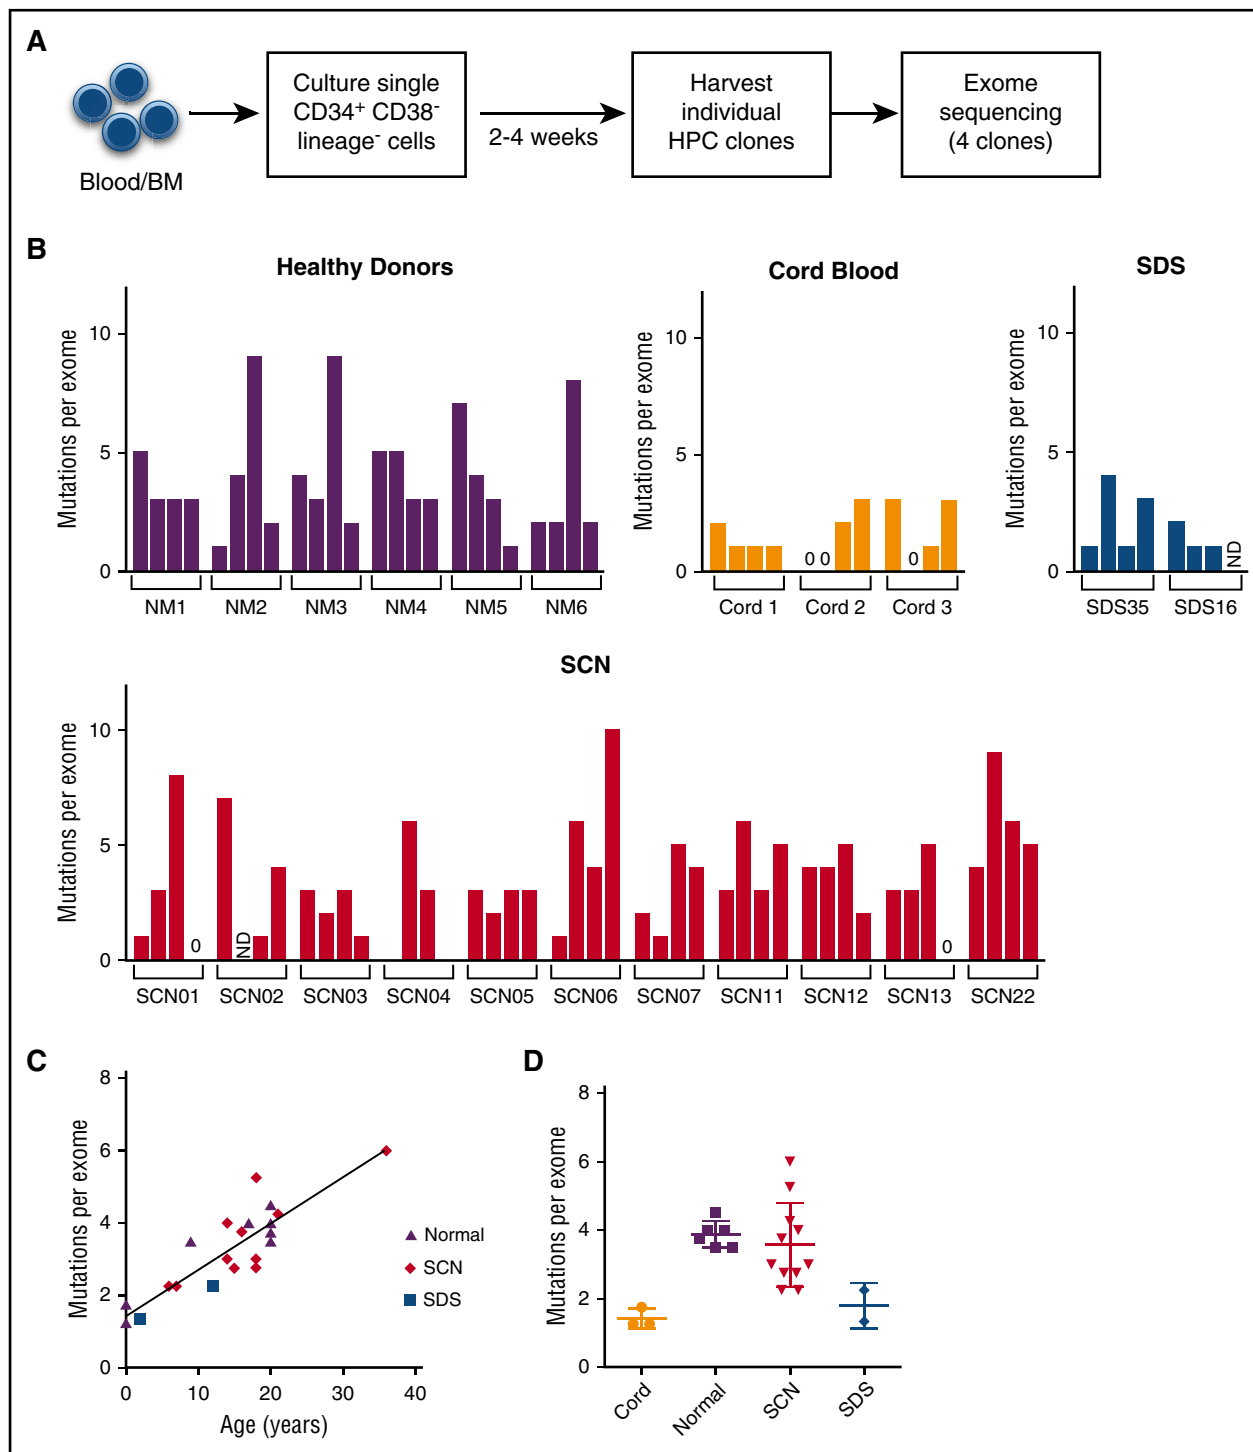 A
Blood/BM
Culture single
CD34+ CD38-
lineage- cells
2-4 weeks
Harvest
individual
HPC clones
Exome
sequencing
(4 clones)
B
Healthy Donors
Mutations per exome
10
5
0
NM1 NM2 NM3 NM4 NM5 NM6
Cord Blood
Mutations per exome
10
5
0
0 0 0
Cord 1 Cord 2 Cord 3
SDS
Mutations per exome
10
5
0
ND
SDS35 SDS16
SCN
Mutations per exome
10
5
0
0 ND 0
SCN01 SCN02 SCN03 SCN04 SCN05 SCN06 SCN07 SCN11 SCN12 SCN13 SCN22
C
Mutations per exome
8
6
4
2
0
0 10 20 30 40
Age (years)
Normal
SCN
SDS
D
Mutations per exome
8
6
4
2
0
Cord Normal SCN SDS